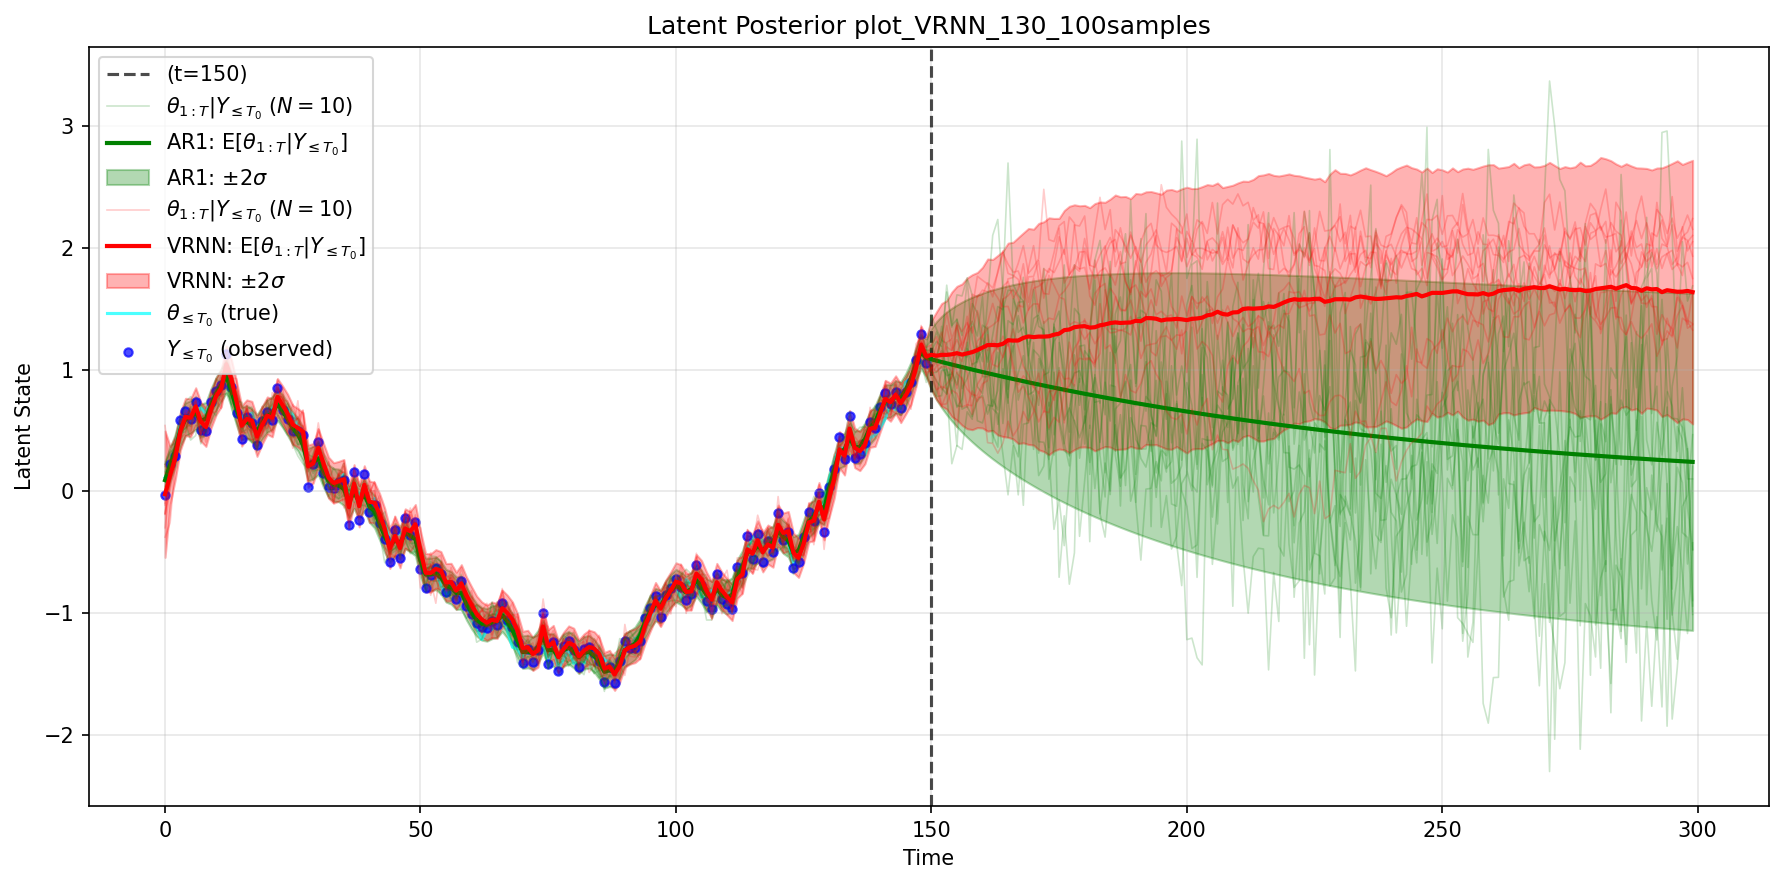 Latent Posterior plot_VRNN_130_100samples
(t=150)
θ₁:T|Y≤T₀ (N = 10)
AR1: E[θ₁:T|Y≤T₀]
AR1: ±2σ
θ₁:T|Y≤T₀ (N = 10)
VRNN: E[θ₁:T|Y≤T₀]
VRNN: ±2σ
θ≤T₀ (true)
Y≤T₀ (observed)
Latent State
3
2
1
0
−1
−2
0 50 100 150 200 250 300
Time